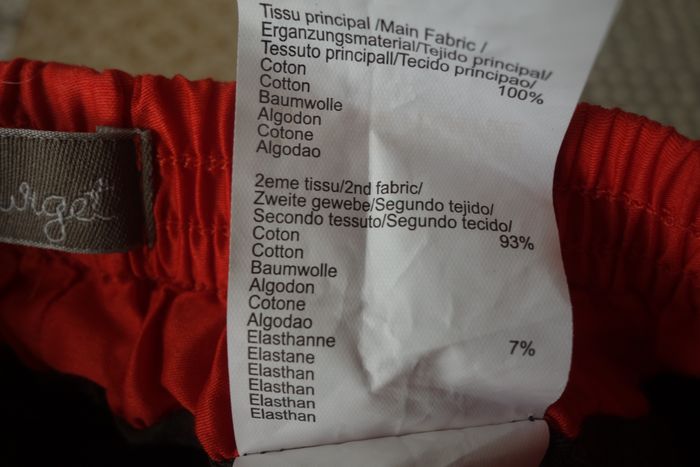 Tissu principal /Main Fabric /
Erganzungsmaterial/Tejido principal/
Tessuto principall/Tecido principao/
Coton 100%
Cotton
Baumwolle
Algodon
Cotone
Algodao
2eme tissu/2nd fabric/
Zweite gewebe/Segundo tejido/
Secondo tessuto/Segundo tecido/
Coton 93%
Cotton
Baumwolle
Algodon
Cotone
Algodao
Elasthanne 7%
Elastane
Elasthan
Elasthan
Elasthan
Elasthan